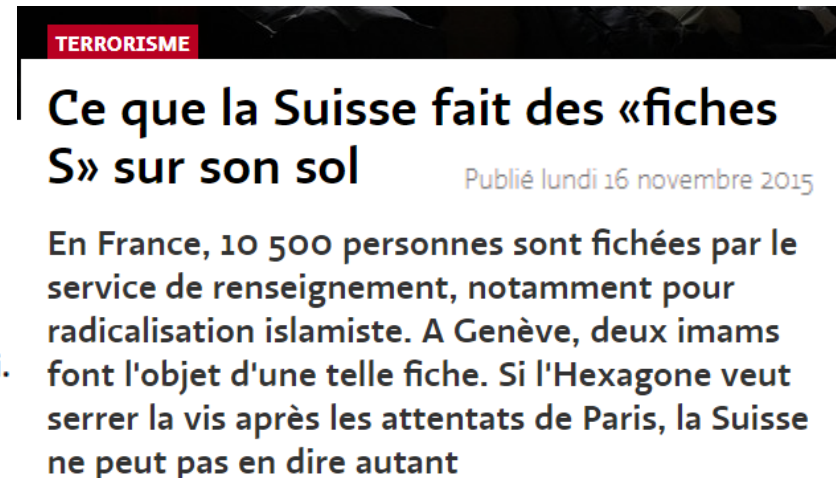 TERRORISME
Ce que la Suisse fait des «fiches
S» sur son sol
Publié lundi 16 novembre 2015
En France, 10 500 personnes sont fichées par le
service de renseignement, notamment pour
radicalisation islamiste. A Genève, deux imams
font l'objet d'une telle fiche. Si l'Hexagone veut
serrer la vis après les attentats de Paris, la Suisse
ne peut pas en dire autant